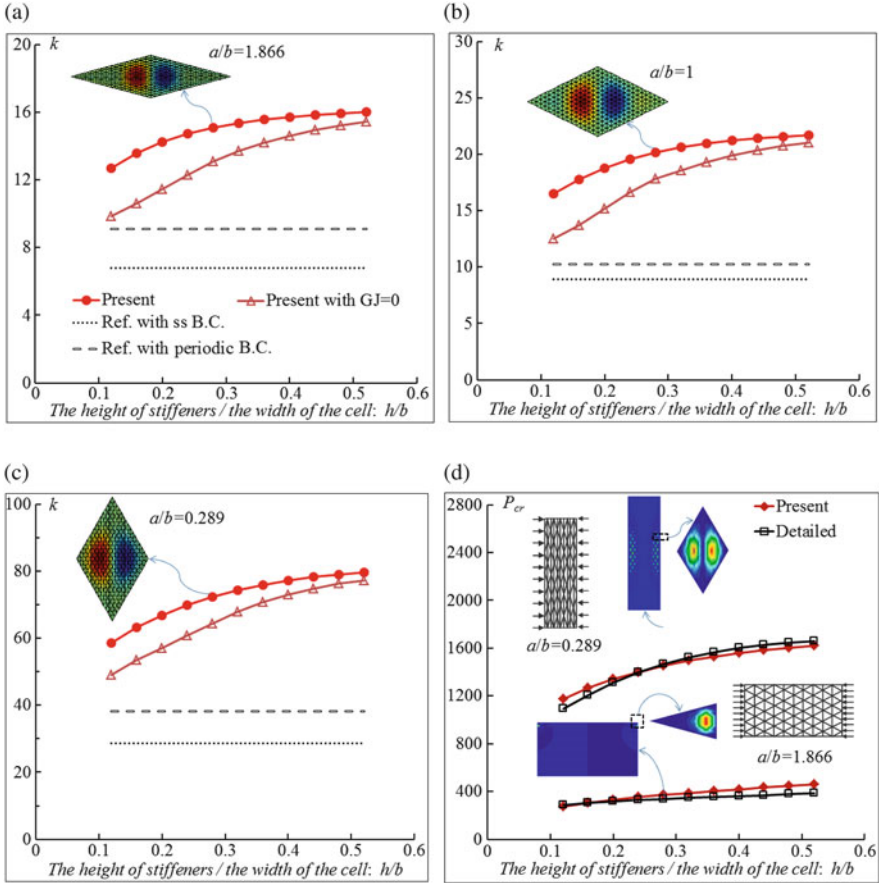 (a)
k
a/b=1.866
20
16
12
8
4
0
Present
Present with GJ=0
Ref. with ss B.C.
Ref. with periodic B.C.
0 0.1 0.2 0.3 0.4 0.5 0.6
The height of stiffeners / the width of the cell: h/b
(b)
k
a/b=1
30
25
20
15
10
5
0
0 0.1 0.2 0.3 0.4 0.5 0.6
The height of stiffeners / the width of the cell: h/b
(c)
k
a/b=0.289
100
80
60
40
20
0
0 0.1 0.2 0.3 0.4 0.5 0.6
The height of stiffeners / the width of the cell: h/b
(d)
Pcr
Present
Detailed
2800
2400
2000
1600
1200
800
400
0
a/b=0.289
a/b=1.866
0 0.1 0.2 0.3 0.4 0.5 0.6
The height of stiffeners / the width of the cell: h/b